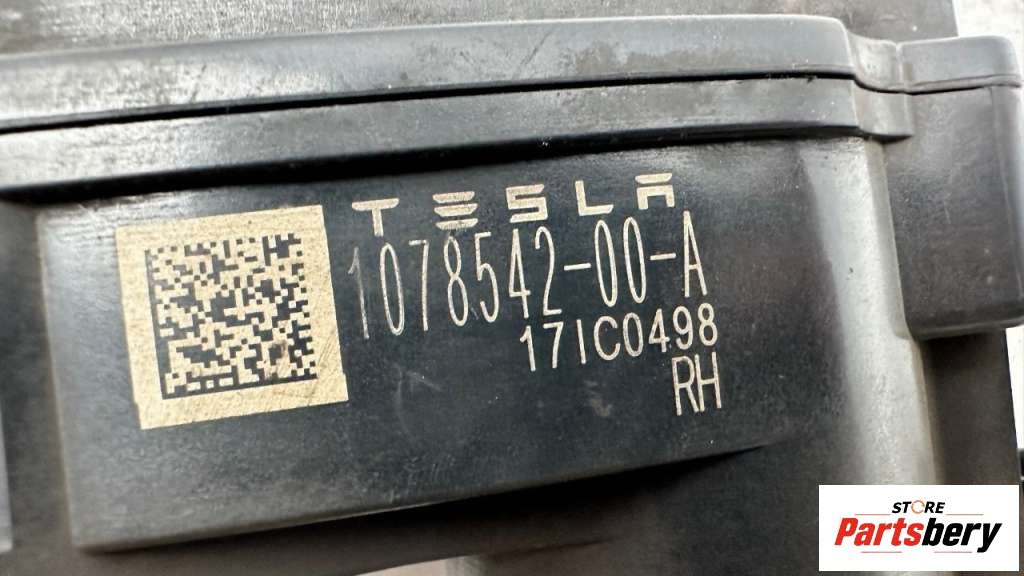 TESLA
1078542-00-A
17IC0498
RH
STORE
Partsbery